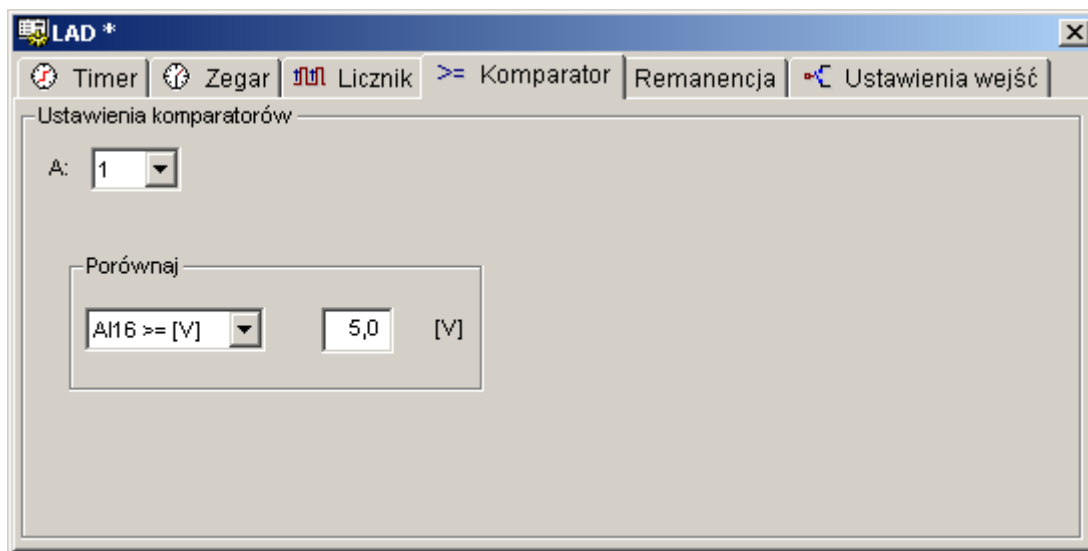 LAD *
Timer Zegar Licznik >= Komparator Remanencja Ustawienia wejść
Ustawienia komparatorów
A: 1
Porównaj
AI16 >= [V] 5,0 [V]